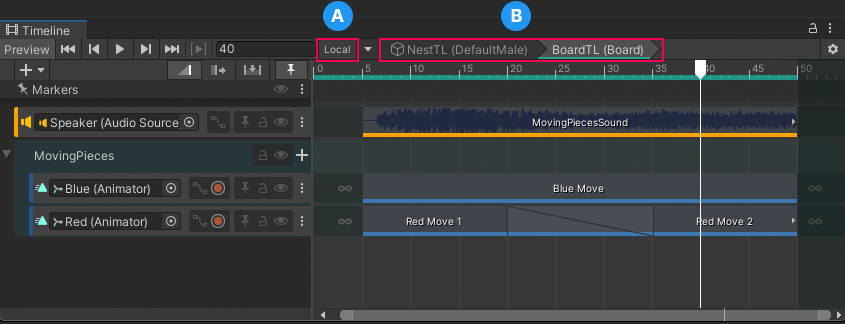 A B
Timeline
Preview 40 Local NestTL (DefaultMale) BoardTL (Board)
0 5 10 15 20 25 30 35 40 45 50
Markers
Speaker (Audio Source
MovingPiecesSound
MovingPieces
Blue (Animator) Blue Move
Red (Animator) Red Move 1 Red Move 2